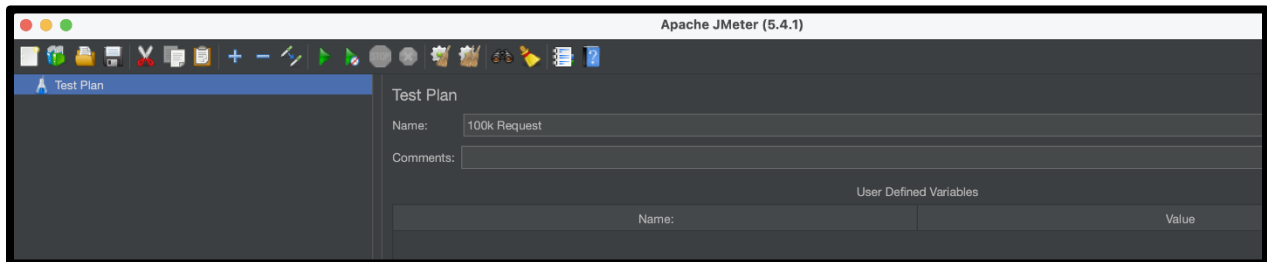 Apache JMeter (5.4.1)
Test Plan
Test Plan
Name: 100k Request
Comments:
User Defined Variables
Name: Value